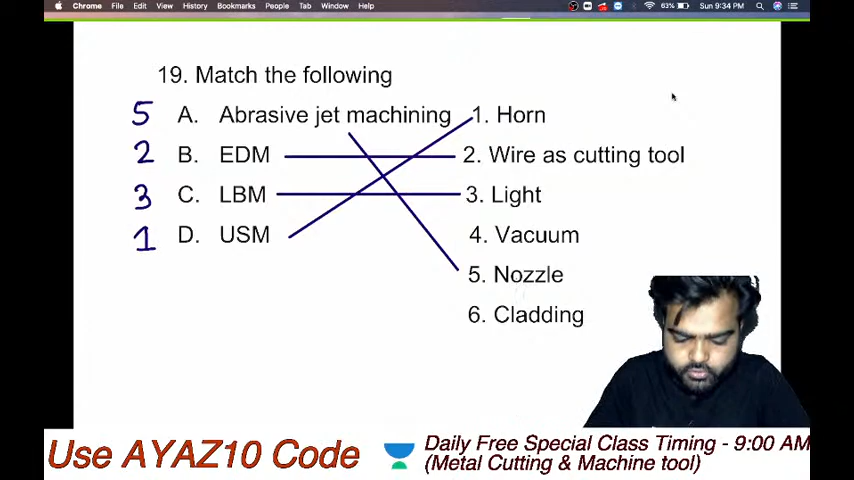 Chrome File Edit View History Bookmarks People Tab Window Help 63% Sun 9:34 PM
19. Match the following
5 A. Abrasive jet machining 1. Horn
2 B. EDM 2. Wire as cutting tool
3 C. LBM 3. Light
1 D. USM 4. Vacuum
5. Nozzle
6. Cladding
Use AYAZ10 Code
Daily Free Special Class Timing - 9:00 AM
(Metal Cutting & Machine tool)